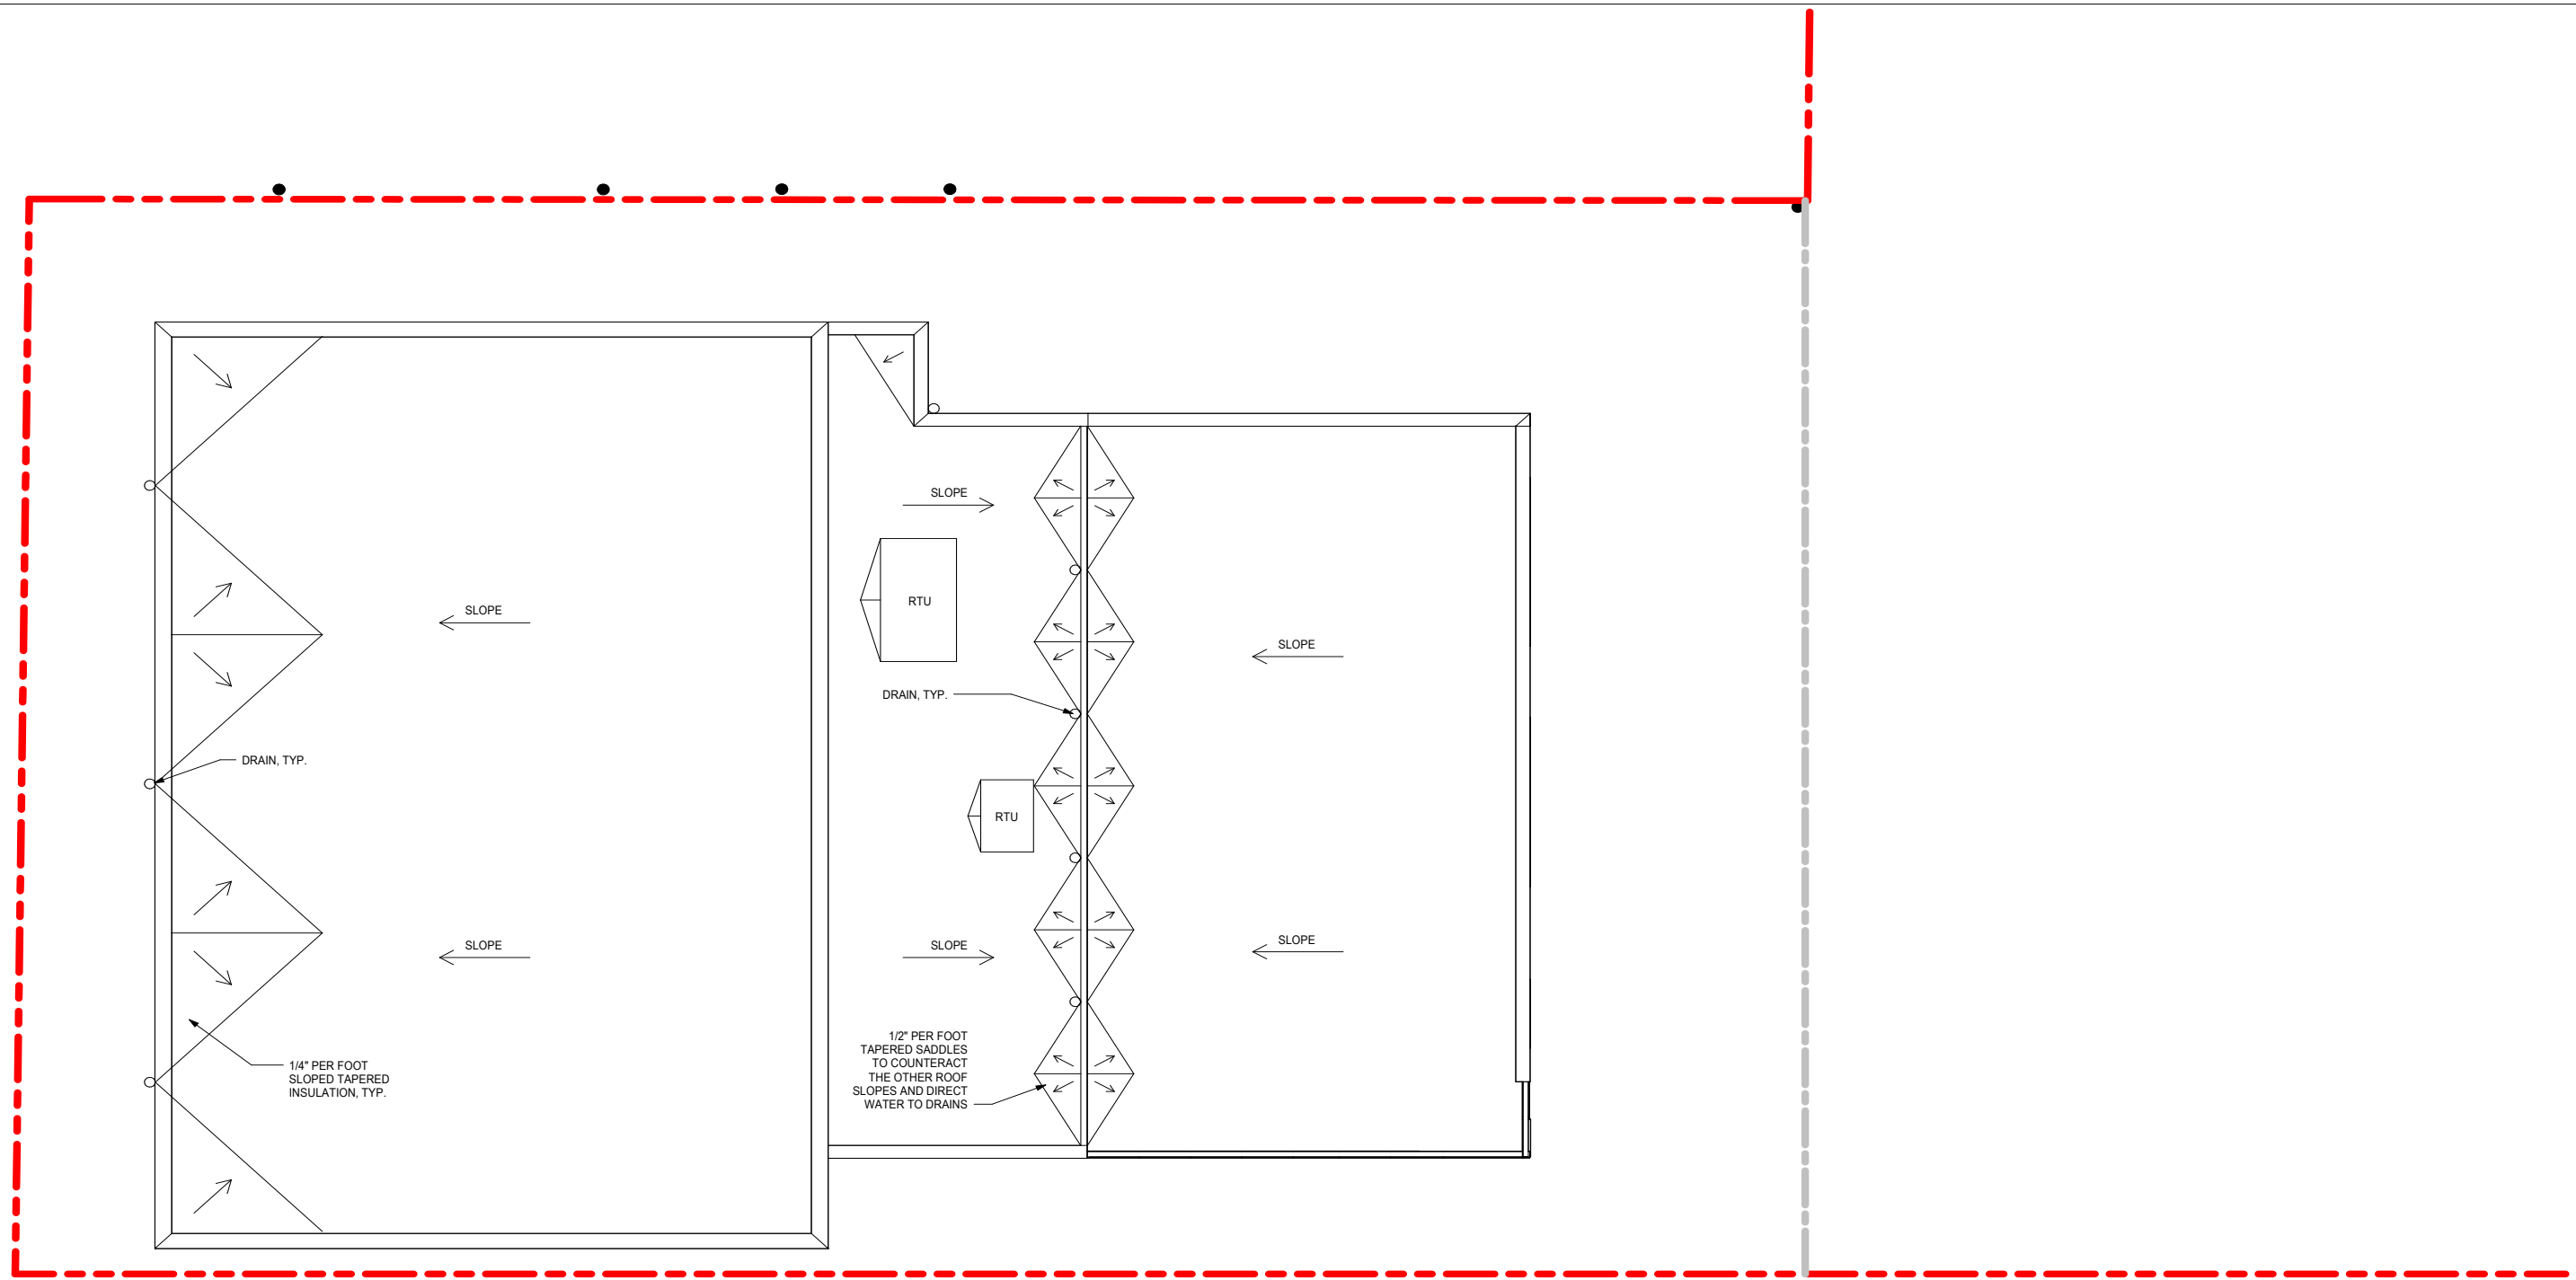 SLOPE
RTU
SLOPE
SLOPE
DRAIN, TYP.
DRAIN, TYP.
RTU
SLOPE
SLOPE
SLOPE
1/2" PER FOOT
TAPERED SADDLES
TO COUNTERACT
THE OTHER ROOF
SLOPES AND DIRECT
WATER TO DRAINS
1/4" PER FOOT
SLOPED TAPERED
INSULATION, TYP.